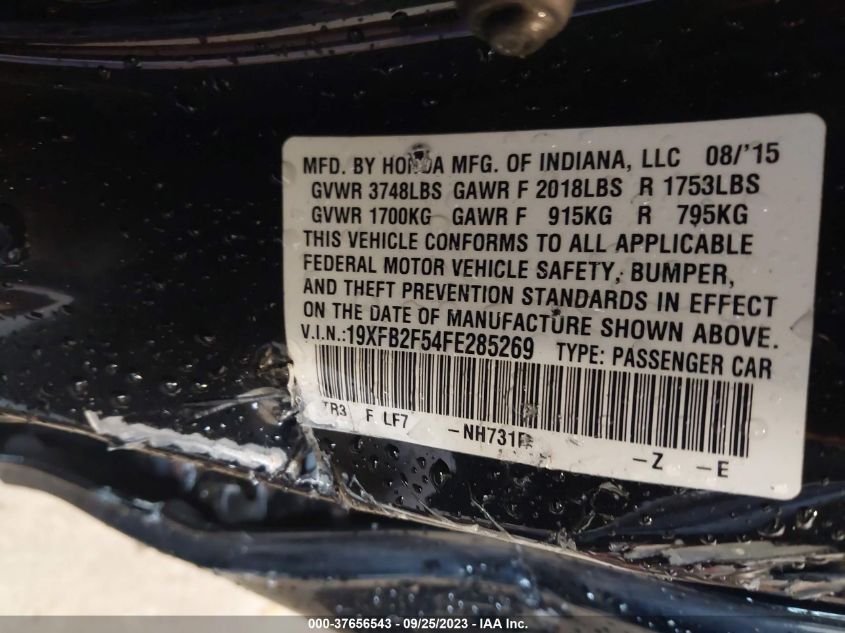 MFD. BY HONDA MFG. OF INDIANA, LLC 08/'15
GVWR 3748LBS GAWR F 2018LBS R 1753LBS
GVWR 1700KG GAWR F 915KG R 795KG
THIS VEHICLE CONFORMS TO ALL APPLICABLE
FEDERAL MOTOR VEHICLE SAFETY, BUMPER,
AND THEFT PREVENTION STANDARDS IN EFFECT
ON THE DATE OF MANUFACTURE SHOWN ABOVE.
V.I.N.:19XFB2F54FE285269 TYPE: PASSENGER CAR
TR3 F LF7 -NH731P -Z -E
000-37656543 - 09/25/2023 - IAA Inc.